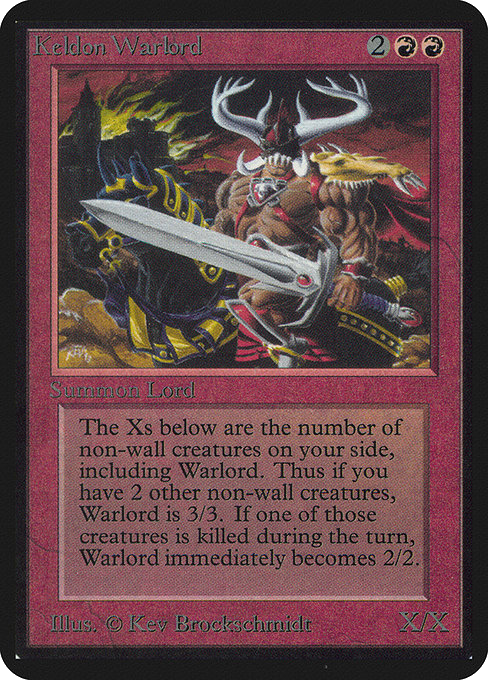 Keldon Warlord 2
Summon Lord
The Xs below are the number of
non-wall creatures on your side,
including Warlord. Thus if you
have 2 other non-wall creatures,
Warlord is 3/3. If one of those
creatures is killed during the turn,
Warlord immediately becomes 2/2.
Illus. © Kev Brockschmidt X/X